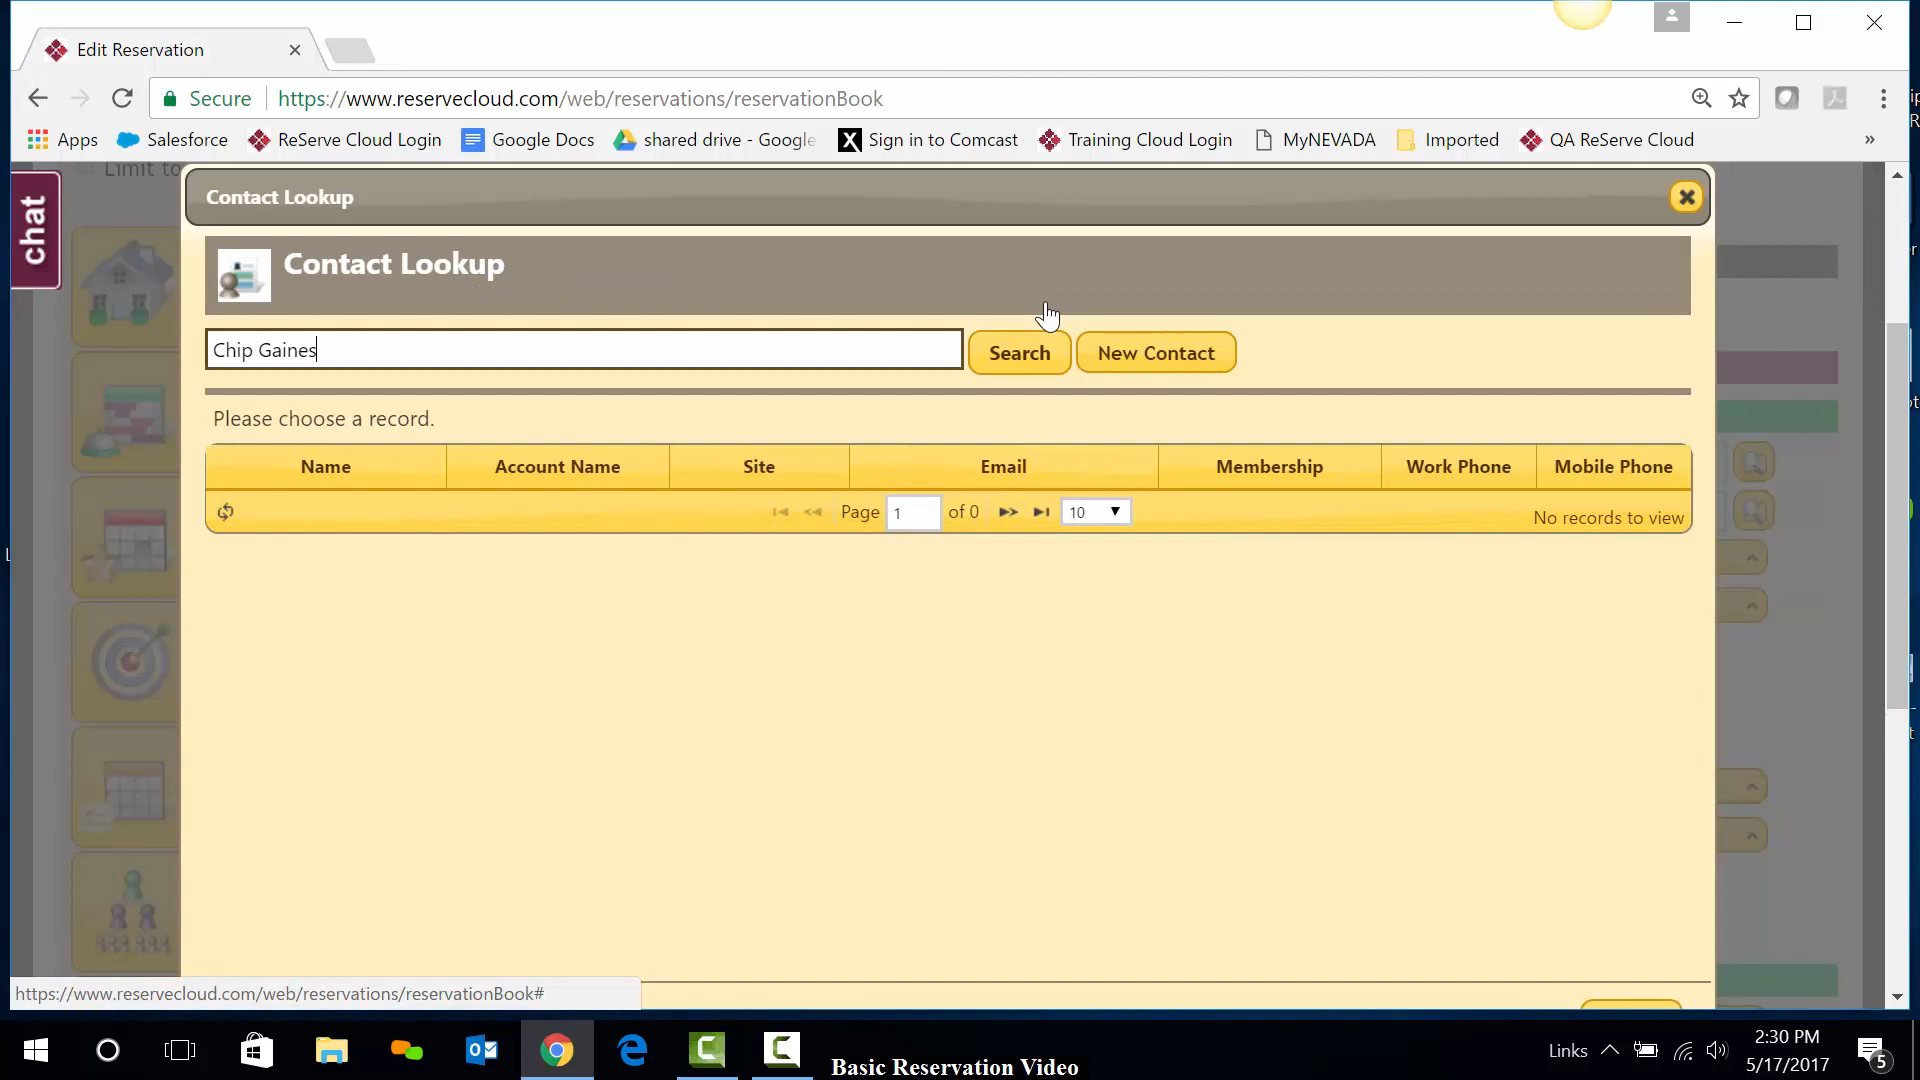 Edit Reservation
Secure https://www.reservecloud.com/web/reservations/reservationBook
Apps Salesforce ReServe Cloud Login Google Docs shared drive - Google X Sign in to Comcast Training Cloud Login MyNEVADA Imported QA ReServe Cloud »
Limit to
chat
Contact Lookup
Contact Lookup
Chip Gaines Search New Contact
Please choose a record.
Name Account Name Site Email Membership Work Phone Mobile Phone
Page 1 of 0 10 No records to view
https://www.reservecloud.com/web/reservations/reservationBook#
Links 2:30 PM
5/17/2017 5
Basic Reservation Video